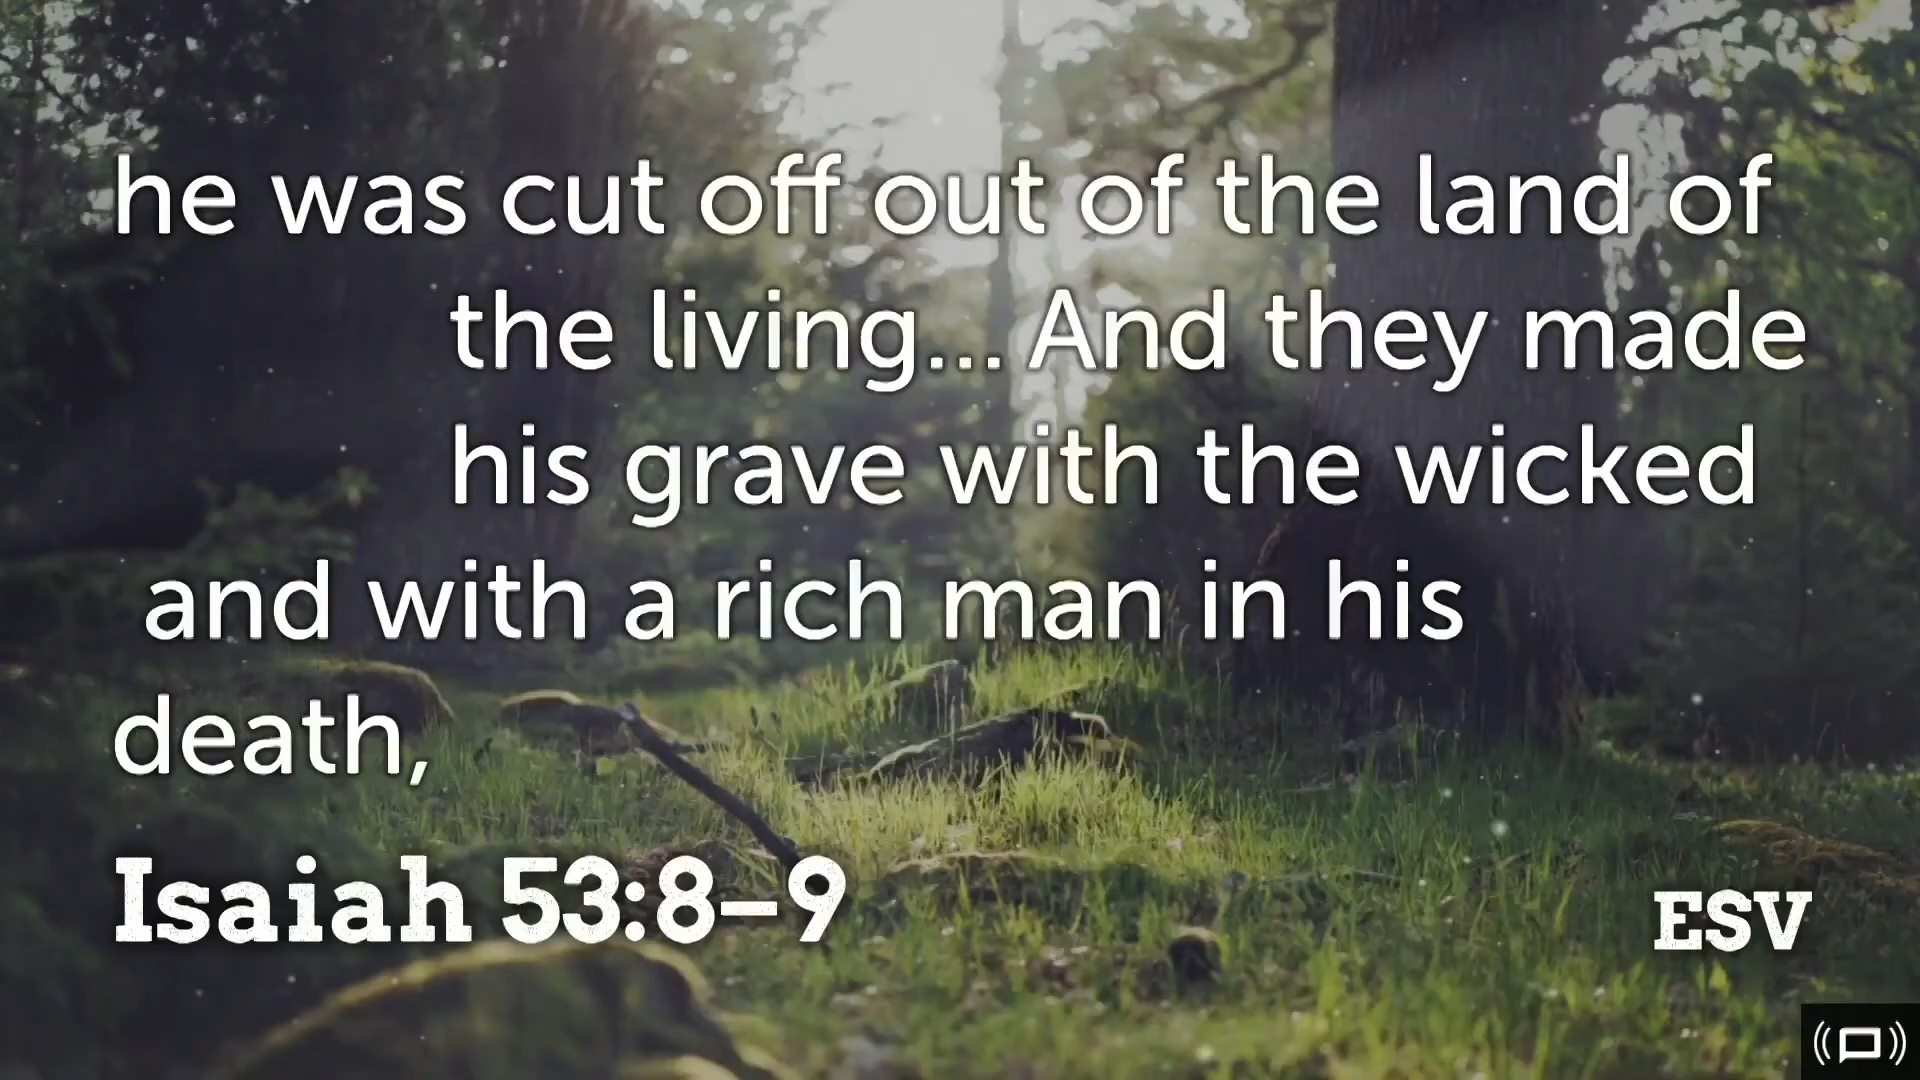 he was cut off out of the land of
the living... And they made
his grave with the wicked
and with a rich man in his
death,
Isaiah 53:8–9
ESV